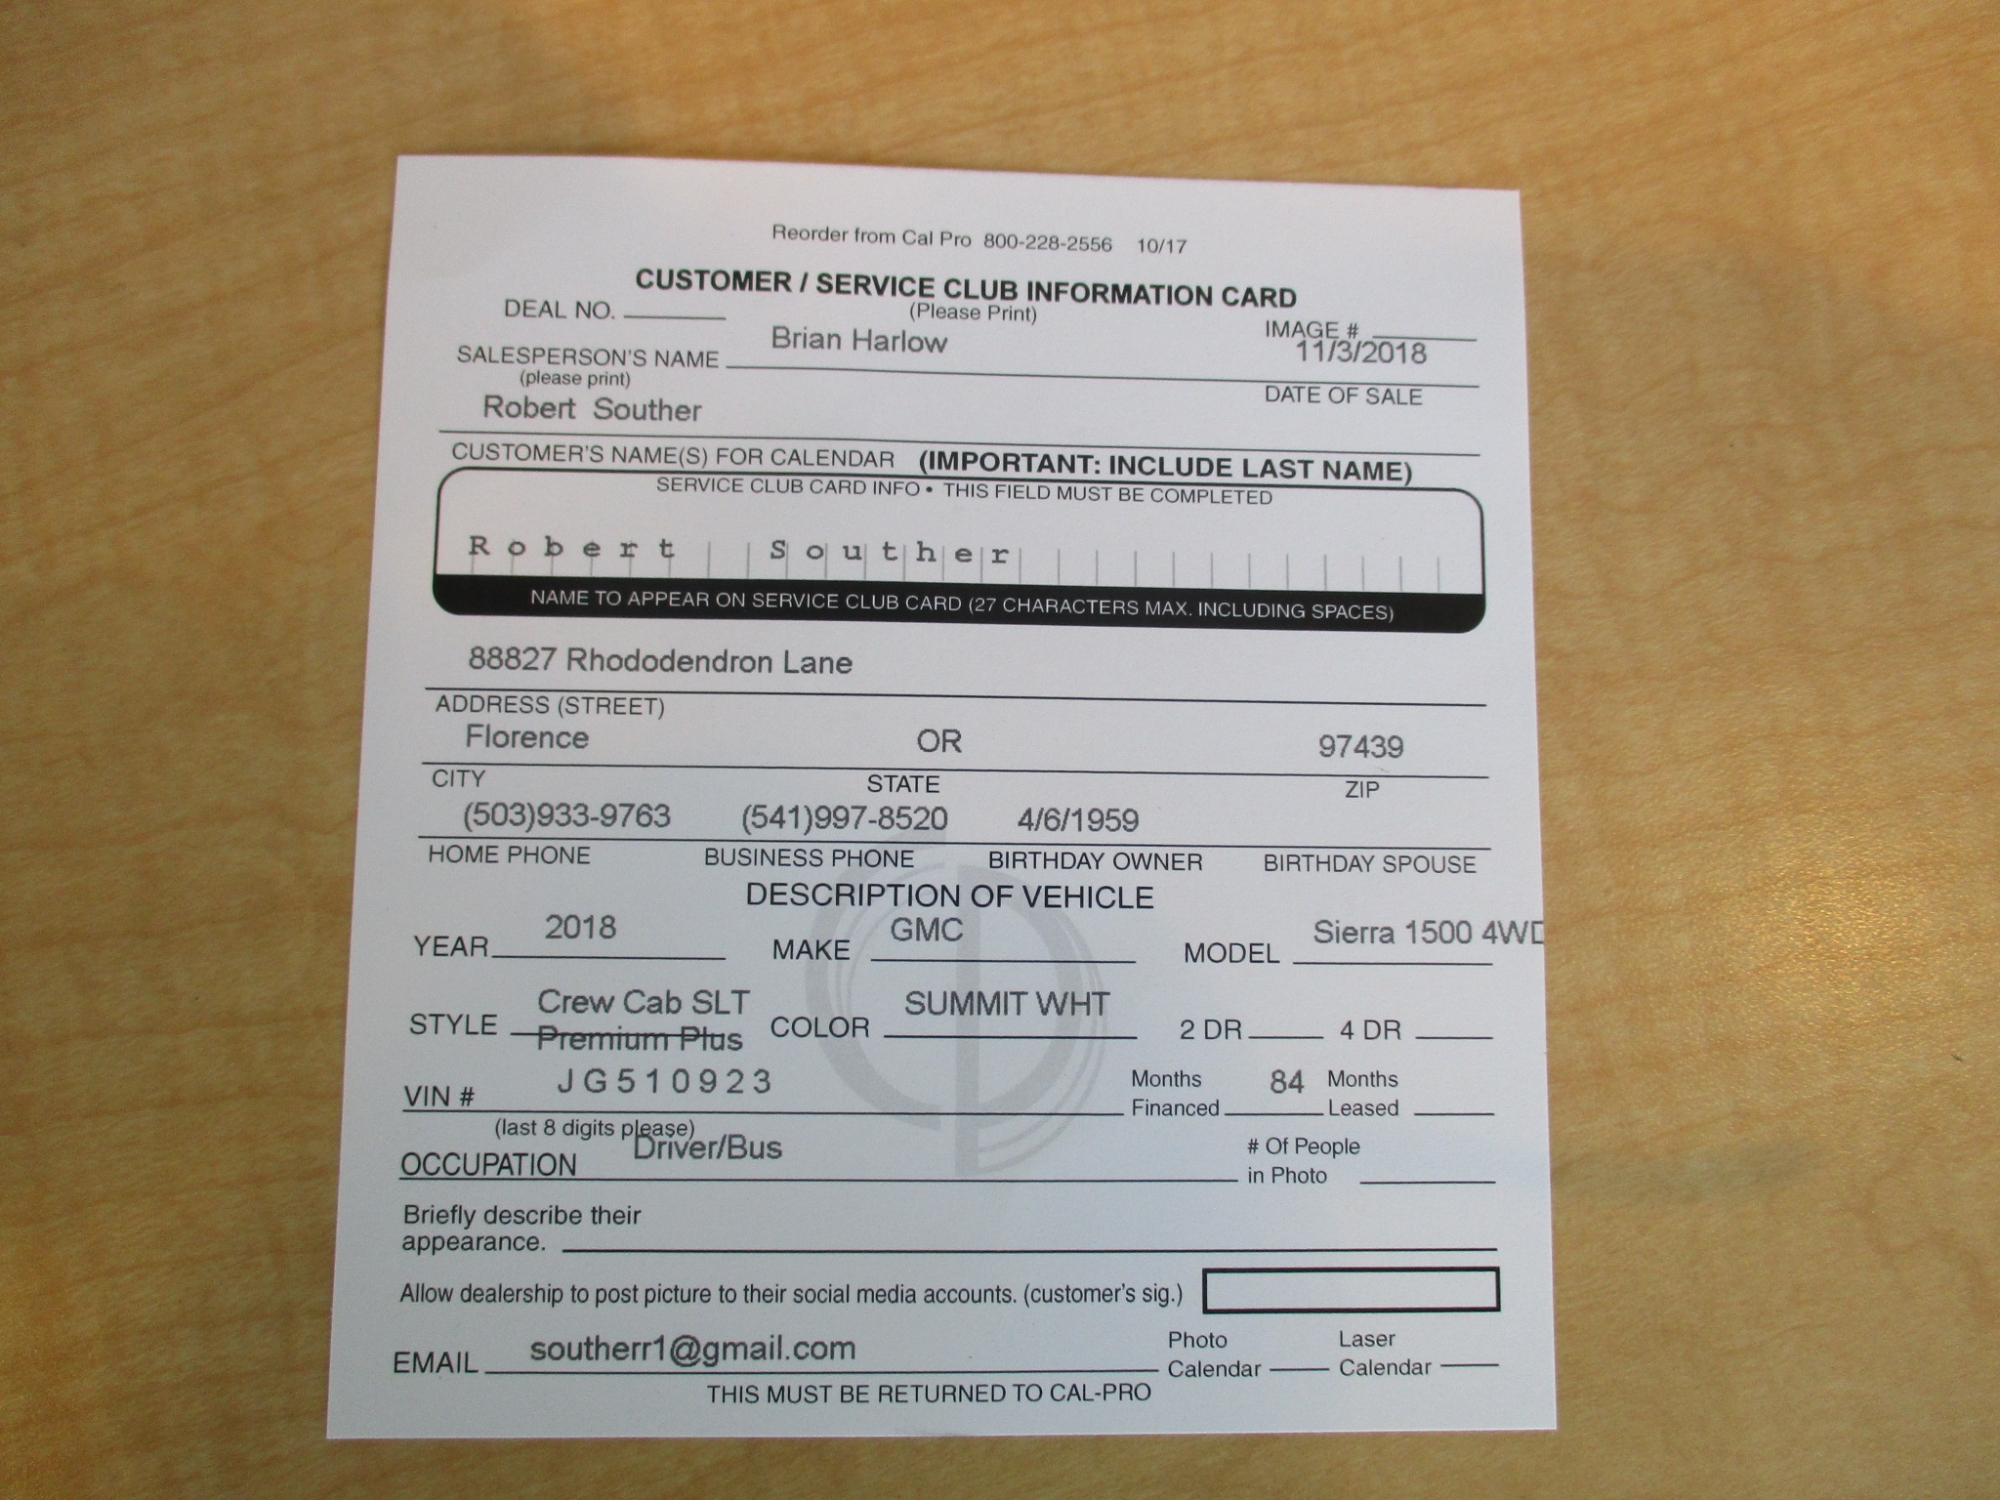 Reorder from Cal Pro 800-228-2556 10/17
CUSTOMER / SERVICE CLUB INFORMATION CARD
(Please Print)
DEAL NO.
IMAGE #
SALESPERSON'S NAME Brian Harlow 11/3/2018
(please print)
DATE OF SALE
Robert Souther
CUSTOMER'S NAME(S) FOR CALENDAR (IMPORTANT: INCLUDE LAST NAME)
SERVICE CLUB CARD INFO • THIS FIELD MUST BE COMPLETED
Robert Souther
NAME TO APPEAR ON SERVICE CLUB CARD (27 CHARACTERS MAX. INCLUDING SPACES)
88827 Rhododendron Lane
ADDRESS (STREET)
Florence OR 97439
CITY STATE ZIP
(503)933-9763 (541)997-8520 4/6/1959
HOME PHONE BUSINESS PHONE BIRTHDAY OWNER BIRTHDAY SPOUSE
DESCRIPTION OF VEHICLE
YEAR 2018 MAKE GMC MODEL Sierra 1500 4WD
STYLE Crew Cab SLT Premium Plus COLOR SUMMIT WHT 2 DR 4 DR
VIN # JG510923 Months Financed 84 Months Leased
(last 8 digits please)
OCCUPATION Driver/Bus # Of People in Photo
Briefly describe their
appearance.
Allow dealership to post picture to their social media accounts. (customer's sig.)
EMAIL southerr1@gmail.com Photo Calendar Laser Calendar
THIS MUST BE RETURNED TO CAL-PRO